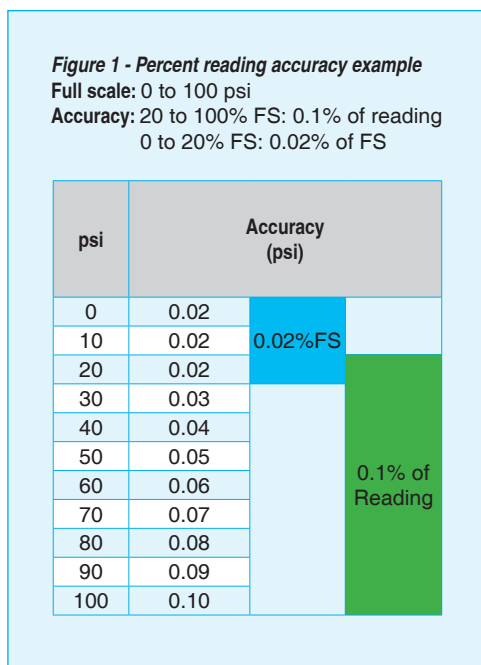 Figure 1 - Percent reading accuracy example
Full scale: 0 to 100 psi
Accuracy: 20 to 100% FS: 0.1% of reading
0 to 20% FS: 0.02% of FS
psi Accuracy
(psi)
0 0.02
10 0.02 0.02%FS
20 0.02
30 0.03
40 0.04
50 0.05
60 0.06 0.1% of
70 0.07 Reading
80 0.08
90 0.09
100 0.10